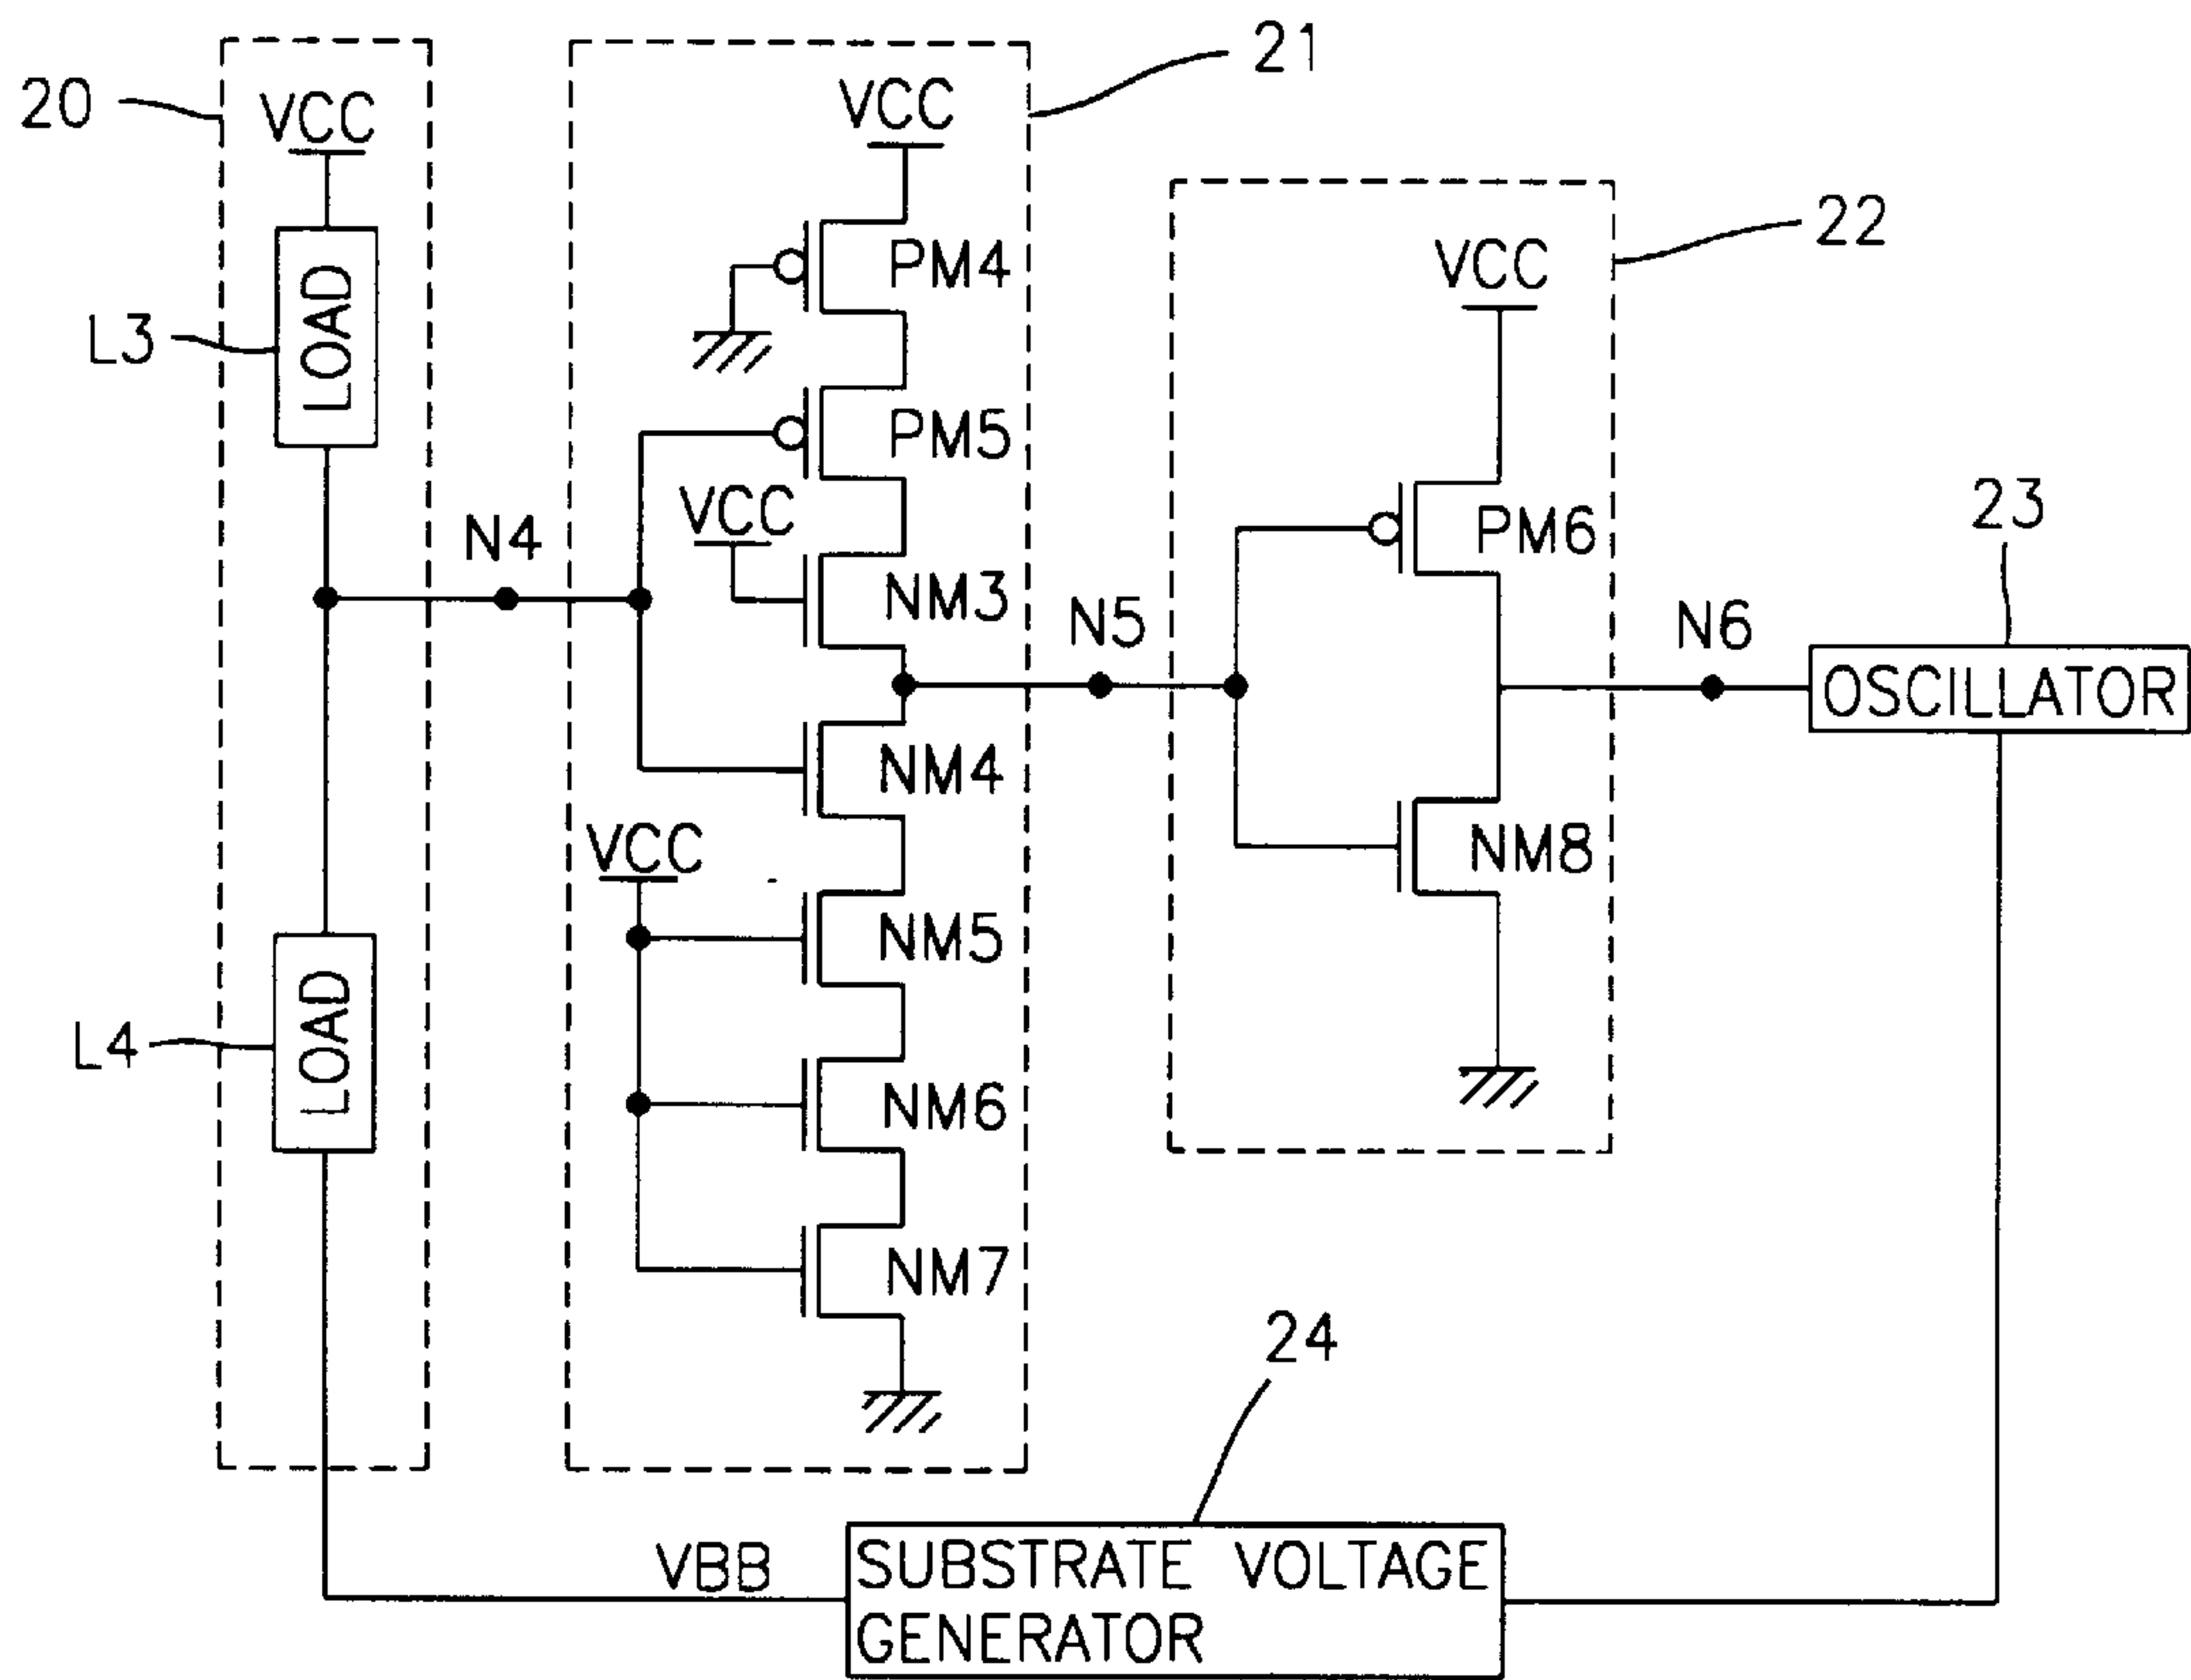 21
20
VCC
VCC
22
PM4
VCC
L3
LOAD
PM5
VCC
23
N4
PM6
NM3
N5
N6
OSCILLATOR
NM4
VCC
NM8
NM5
L4
LOAD
NM6
NM7
24
VBB
SUBSTRATE VOLTAGE
GENERATOR